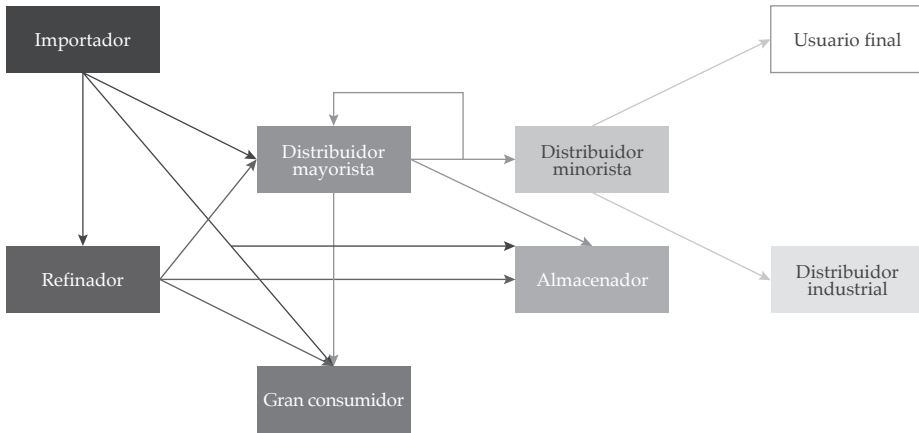 Importador
Usuario final
Distribuidor
mayorista
Distribuidor
minorista
Refinador
Almacenador
Distribuidor
industrial
Gran consumidor